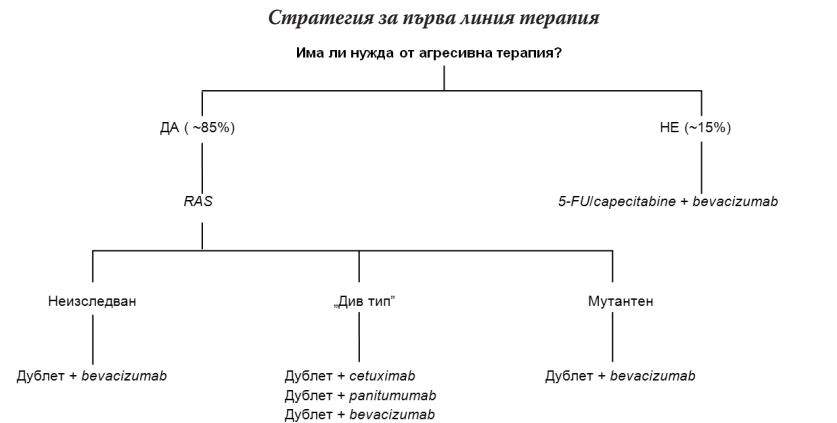 Стратегия за първа линия терапия
Има ли нужда от агресивна терапия?
ДА ( ~85%)
НЕ (~15%)
RAS
5-FU/capecitabine + bevacizumab
Неизследван
„Див тип”
Мутантен
Дублет + bevacizumab
Дублет + cetuximab
Дублет + panitumumab
Дублет + bevacizumab
Дублет + bevacizumab